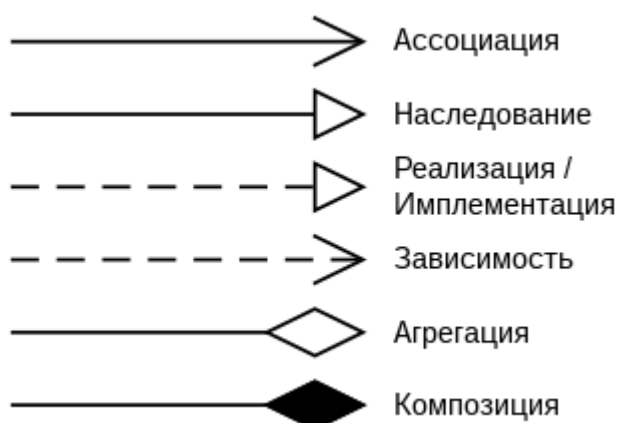 Ассоциация
Наследование
Реализация /
Имплементация
Зависимость
Агрегация
Композиция